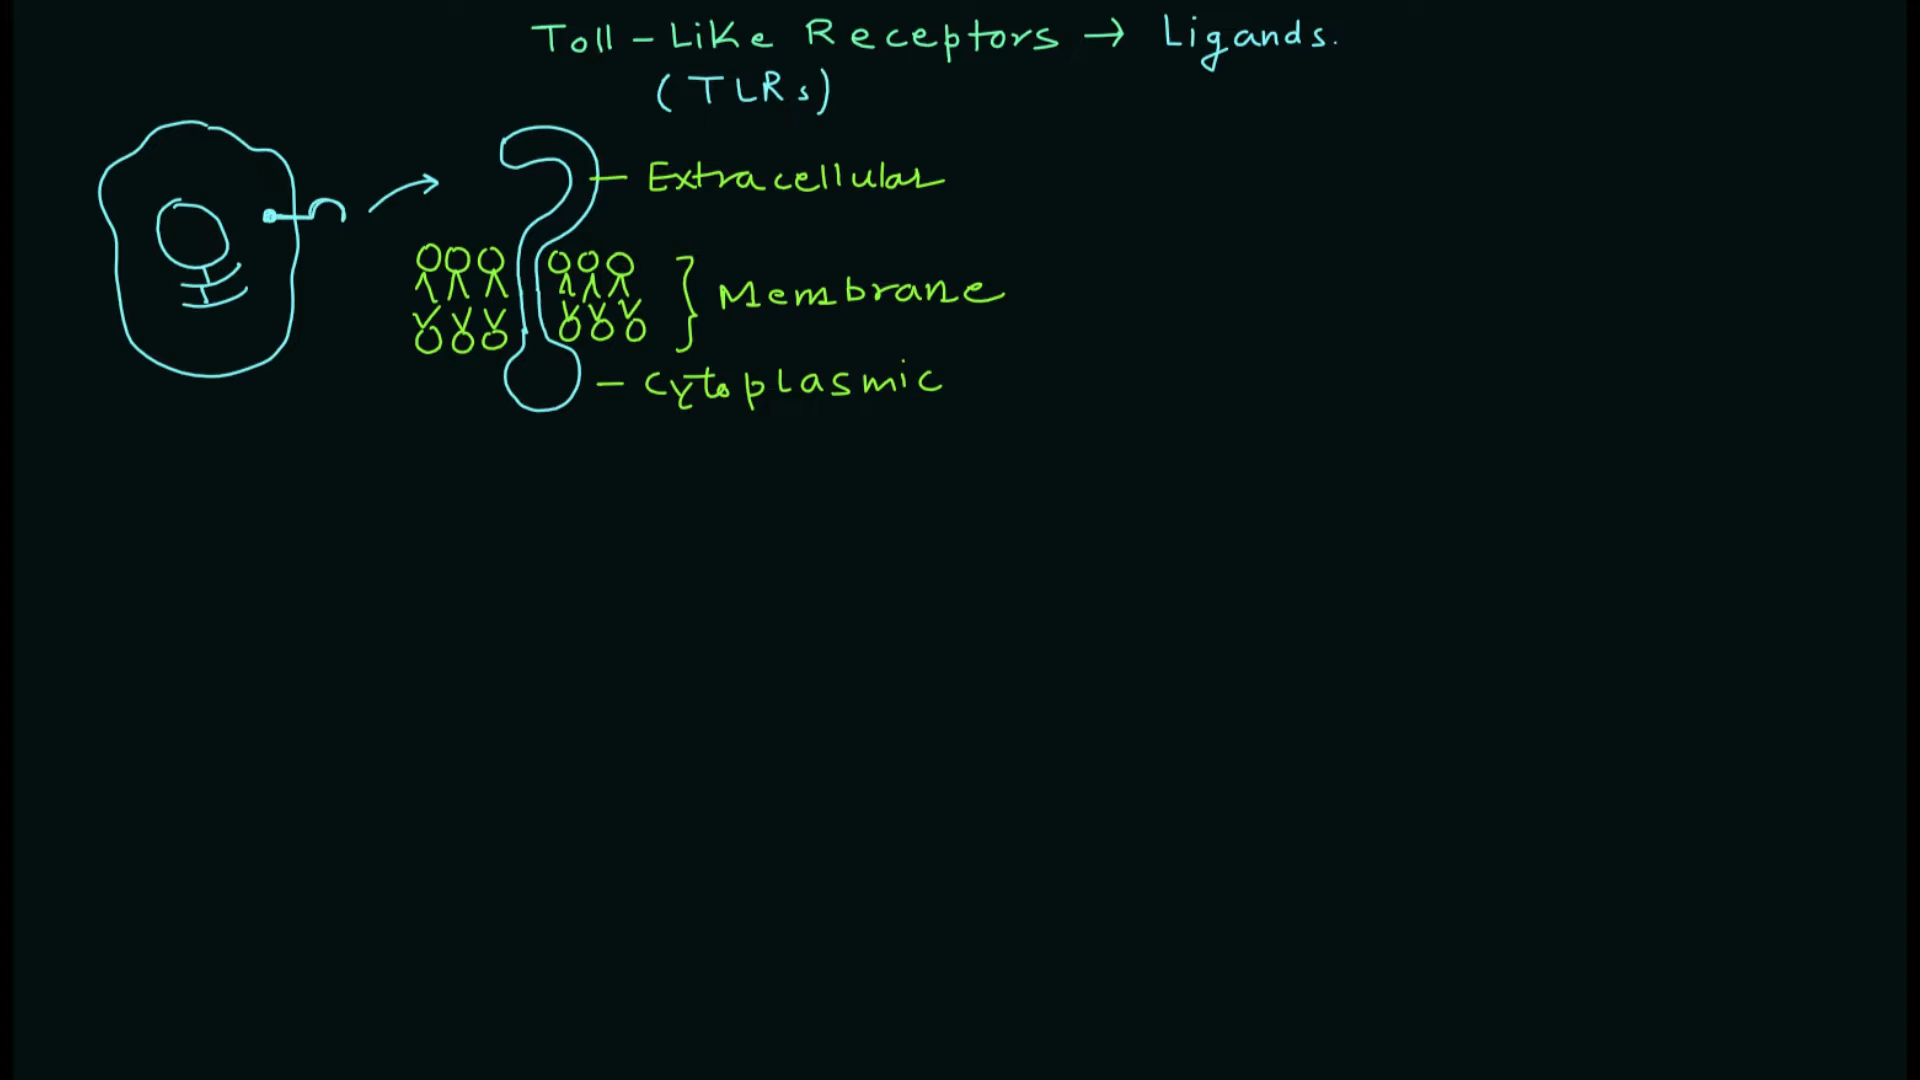 Toll-Like Receptors → Ligands.
(TLRs)
Extracellular
Membrane
Cytoplasmic